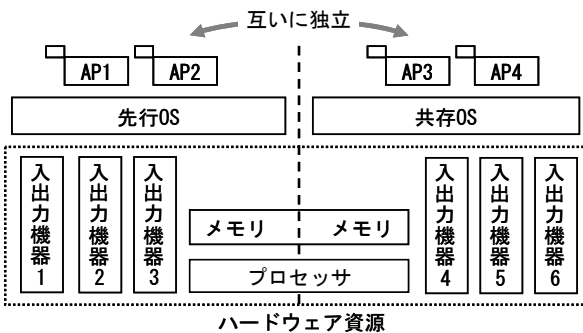 互いに独立
AP1
AP2
AP3
AP4
先行OS
共存OS
入出力機器1
入出力機器2
入出力機器3
メモリ
メモリ
プロセッサ
入出力機器4
入出力機器5
入出力機器6
ハードウェア資源